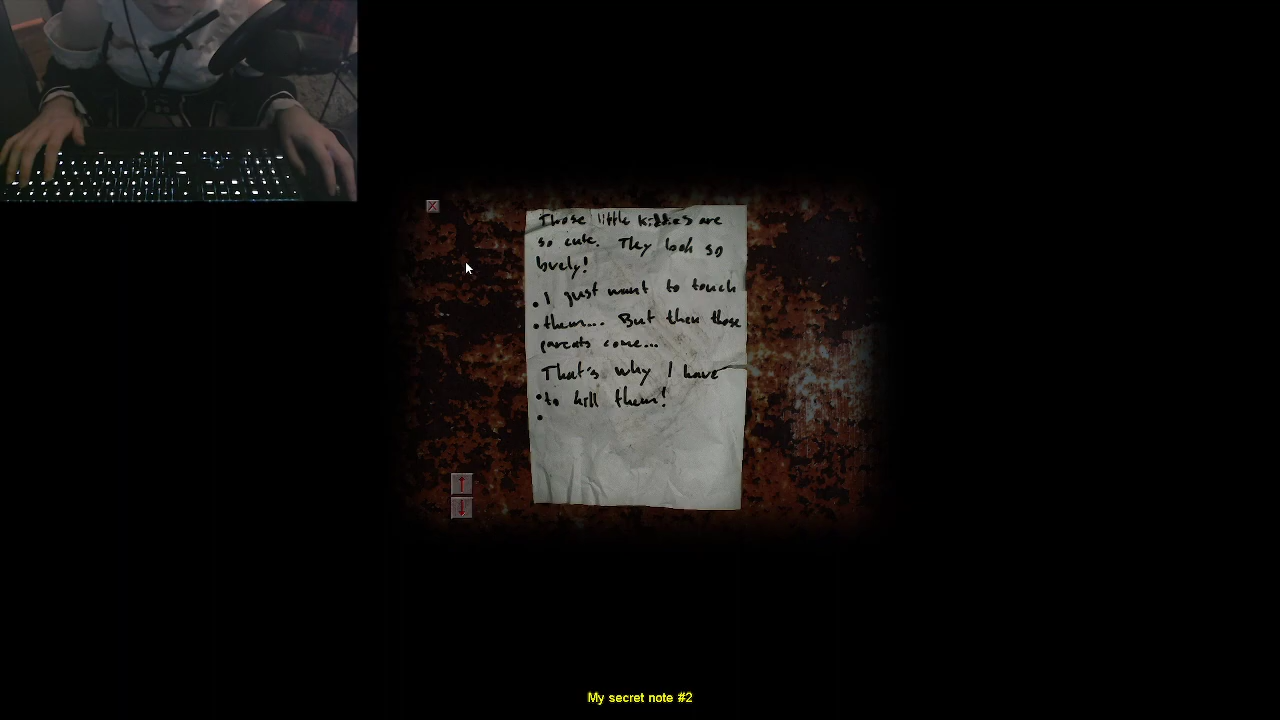 Those little kiddies are
so cute. They look so
lovely!
I just want to touch
them... But then those
parents come...
That's why I have
to kill them!
My secret note #2